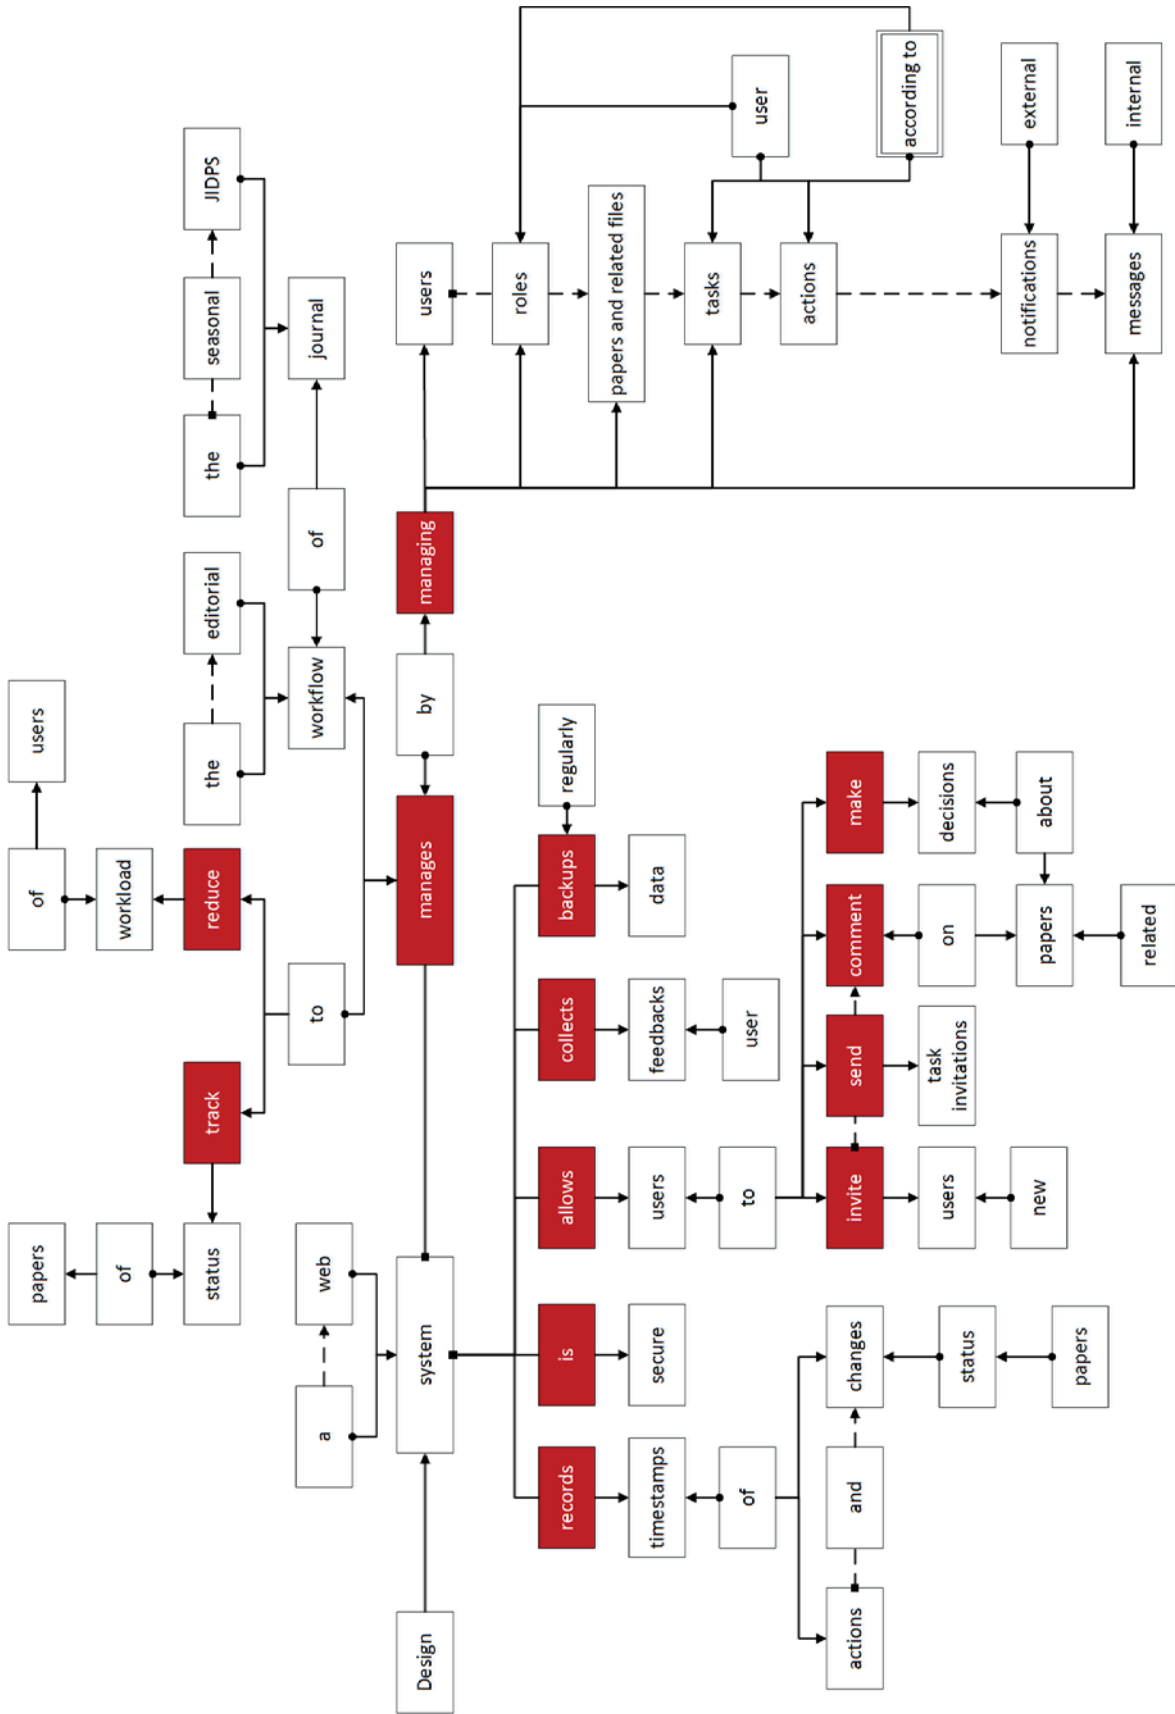 papers
of
users
of
status
workload
track
reduce
the
editorial
the
seasonal
JIDPS
a
web
to
workflow
of
journal
Design
system
manages
by
managing
users
records
is
allows
collects
backups
regularly
roles
timestamps
secure
users
feedbacks
data
papers and related files
of
to
user
tasks
user
actions
and
changes
invite
send
comment
make
actions
according to
status
users
task
invitations
on
decisions
papers
new
papers
about
notifications
external
related
messages
internal